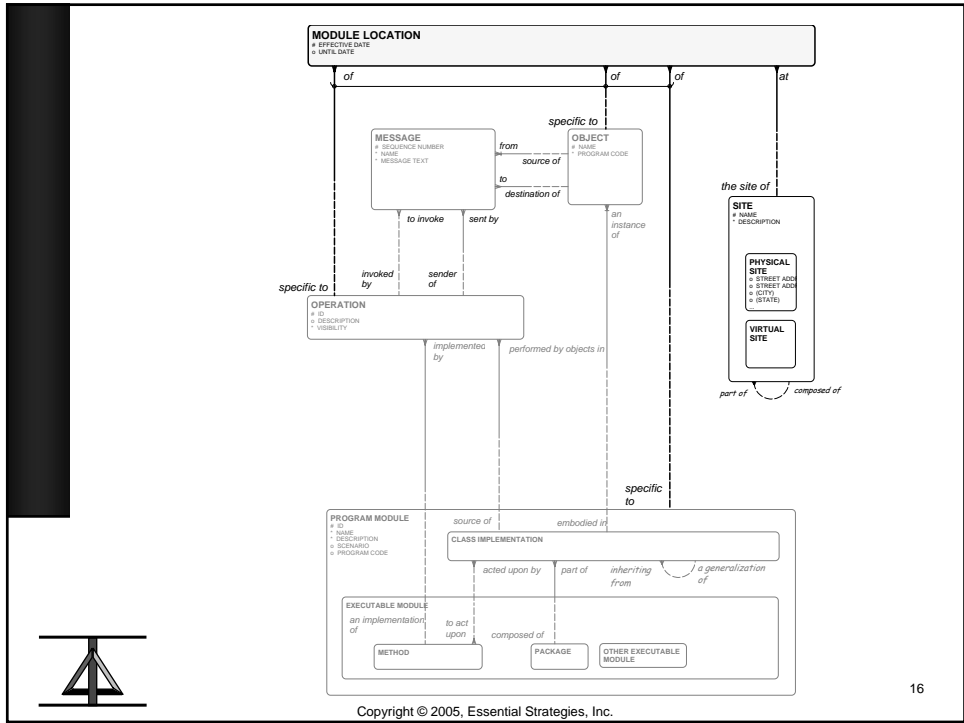 MODULE LOCATION
# EFFECTIVE DATE
o UNTIL DATE
of
of
of
at
specific to
MESSAGE
# SEQUENCE NUMBER
* NAME
* MESSAGE TEXT
from
source of
to
destination of
OBJECT
# NAME
* PROGRAM CODE
the site of
SITE
# NAME
* DESCRIPTION
PHYSICAL
SITE
o STREET ADD
o STREET ADD
o (CITY)
o (STATE)
...
VIRTUAL
SITE
part of
composed of
to invoke
sent by
an
instance
of
invoked
by
sender
of
specific to
OPERATION
# ID
o DESCRIPTION
* VISIBILITY
implemented
by
performed by objects in
specific
to
PROGRAM MODULE
# ID
* NAME
* DESCRIPTION
o SCENARIO
o PROGRAM CODE
source of
embodied in
CLASS IMPLEMENTATION
acted upon by
part of
inheriting
from
a generalization
of
EXECUTABLE MODULE
an implementation
of
to act
upon
composed of
METHOD
PACKAGE
OTHER EXECUTABLE
MODULE
16
Copyright © 2005, Essential Strategies, Inc.